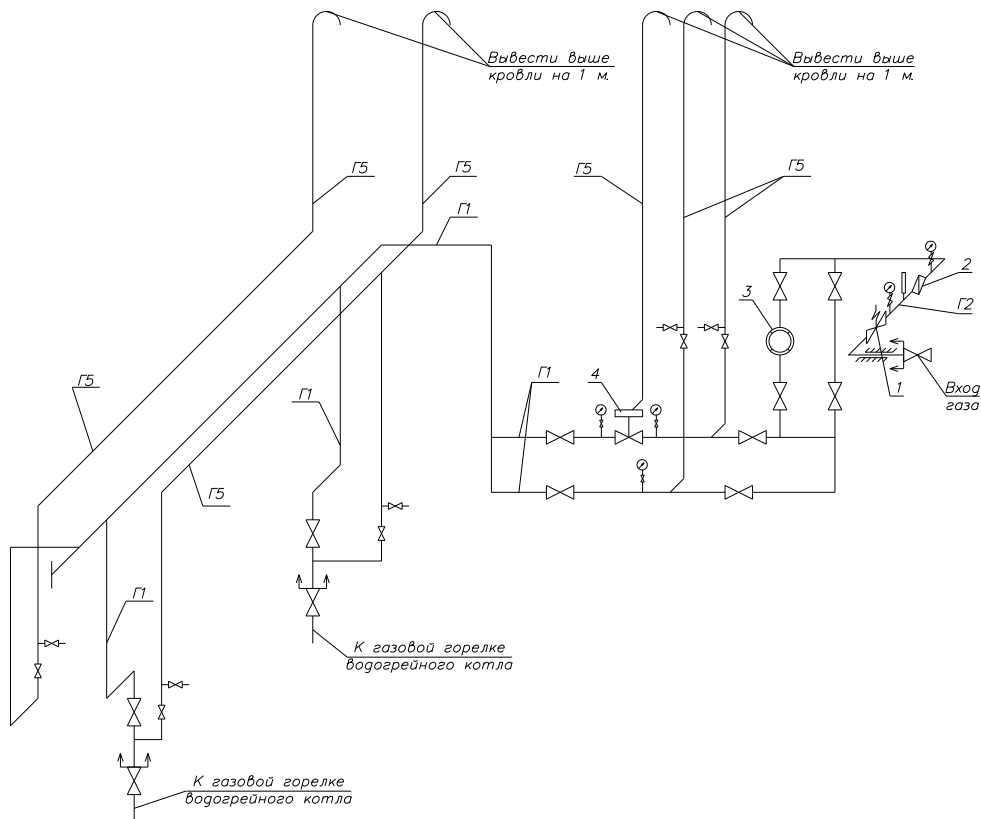 Вывести выше
кровли на 1 м.
Вывести выше
кровли на 1 м.
Г5
Г5
Г5
Г5
Г1
2
3
Г2
Г5
Г1
Г1
4
1
Вход
газа
Г5
Г1
К газовой горелке
водогрейного котла
К газовой горелке
водогрейного котла